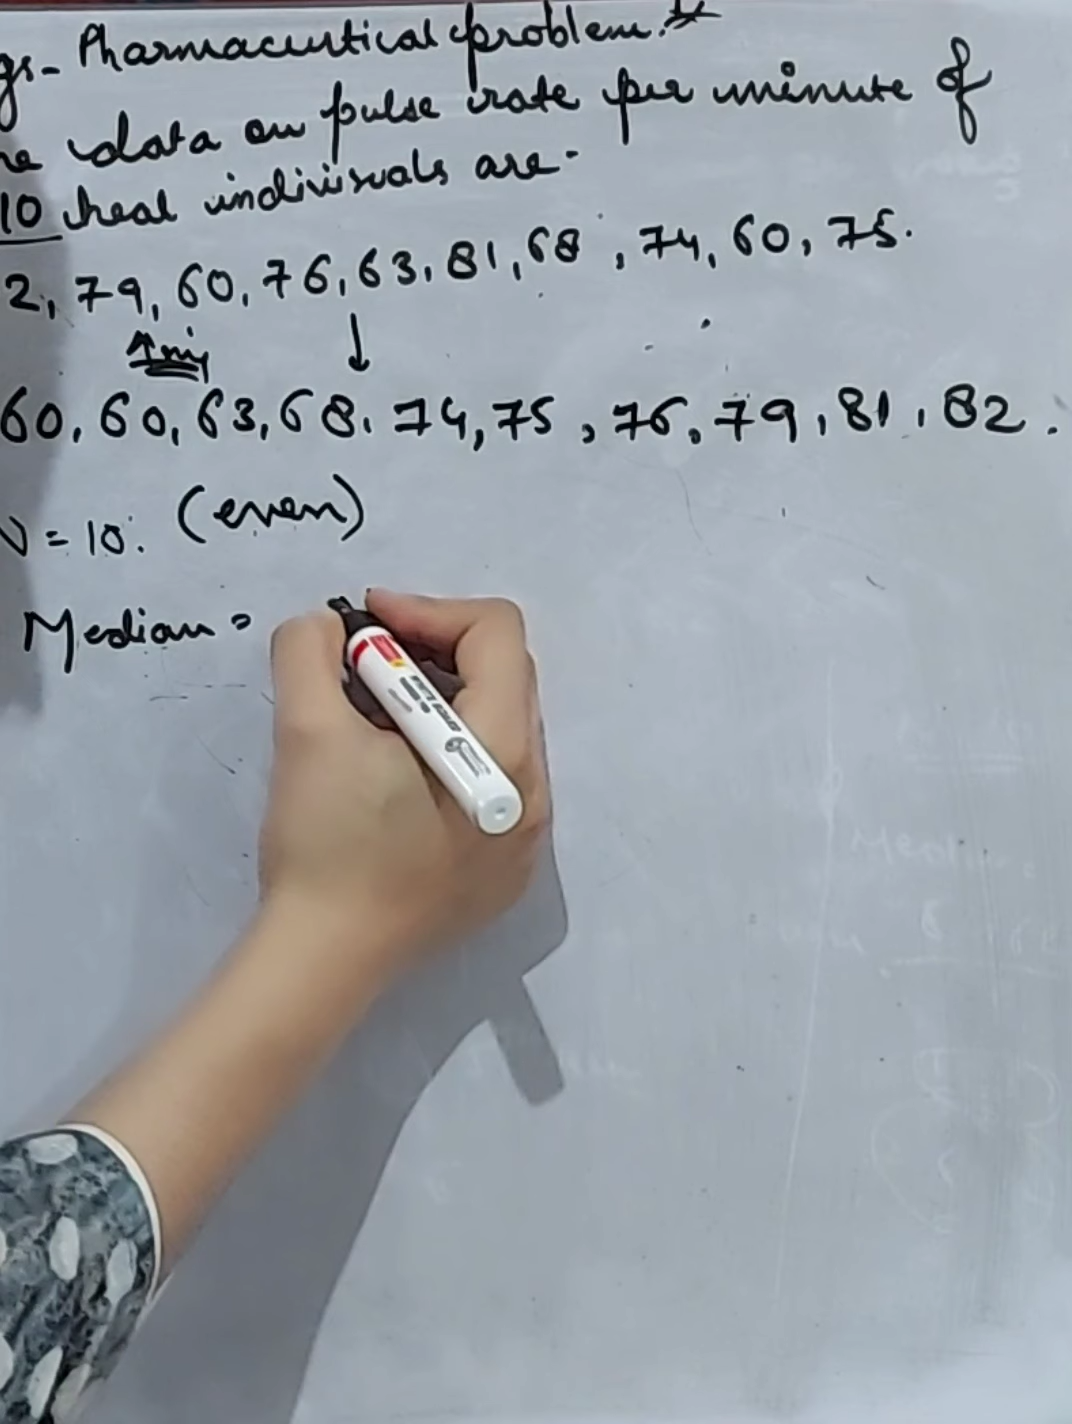 Pharmaceutical problem.
data on pulse rate per minute of
10 heal indivisuals are-
2, 79, 60, 76, 63, 81, 68, 74, 60, 75.
60, 60, 63, 68, 74, 75, 76, 79, 81, 82.
= 10. (even)
Median =